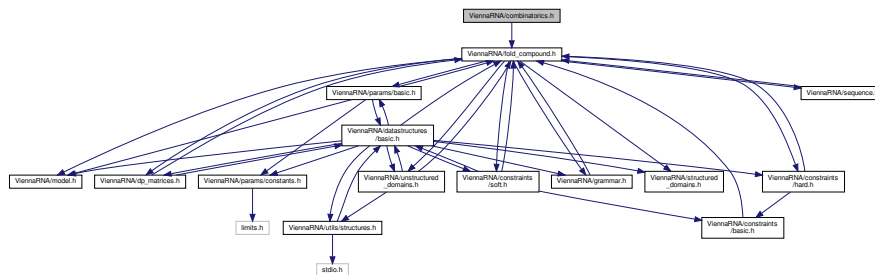 ViennaRNA/combinatorics.h
ViennaRNA/fold_compound.h
ViennaRNA/params/basic.h
ViennaRNA/sequence.h
ViennaRNA/datastructures
/basic.h
ViennaRNA/model.h
ViennaRNA/dp_matrices.h
ViennaRNA/params/constants.h
ViennaRNA/unstructured
_domains.h
ViennaRNA/constraints
/soft.h
ViennaRNA/grammar.h
ViennaRNA/structured
_domains.h
ViennaRNA/constraints
/hard.h
limits.h
ViennaRNA/utils/structures.h
ViennaRNA/constraints
/basic.h
stdio.h